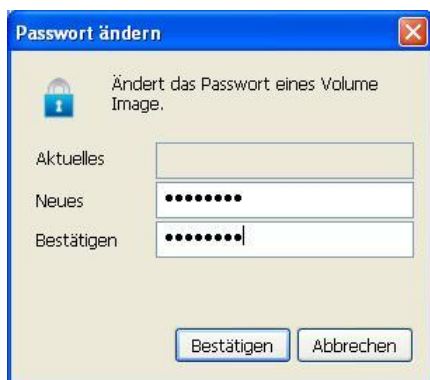 Passwort ändern
Ändert das Passwort eines Volume
Image.
Aktuelles
Neues
••••••••
Bestätigen
••••••••
Bestätigen
Abbrechen